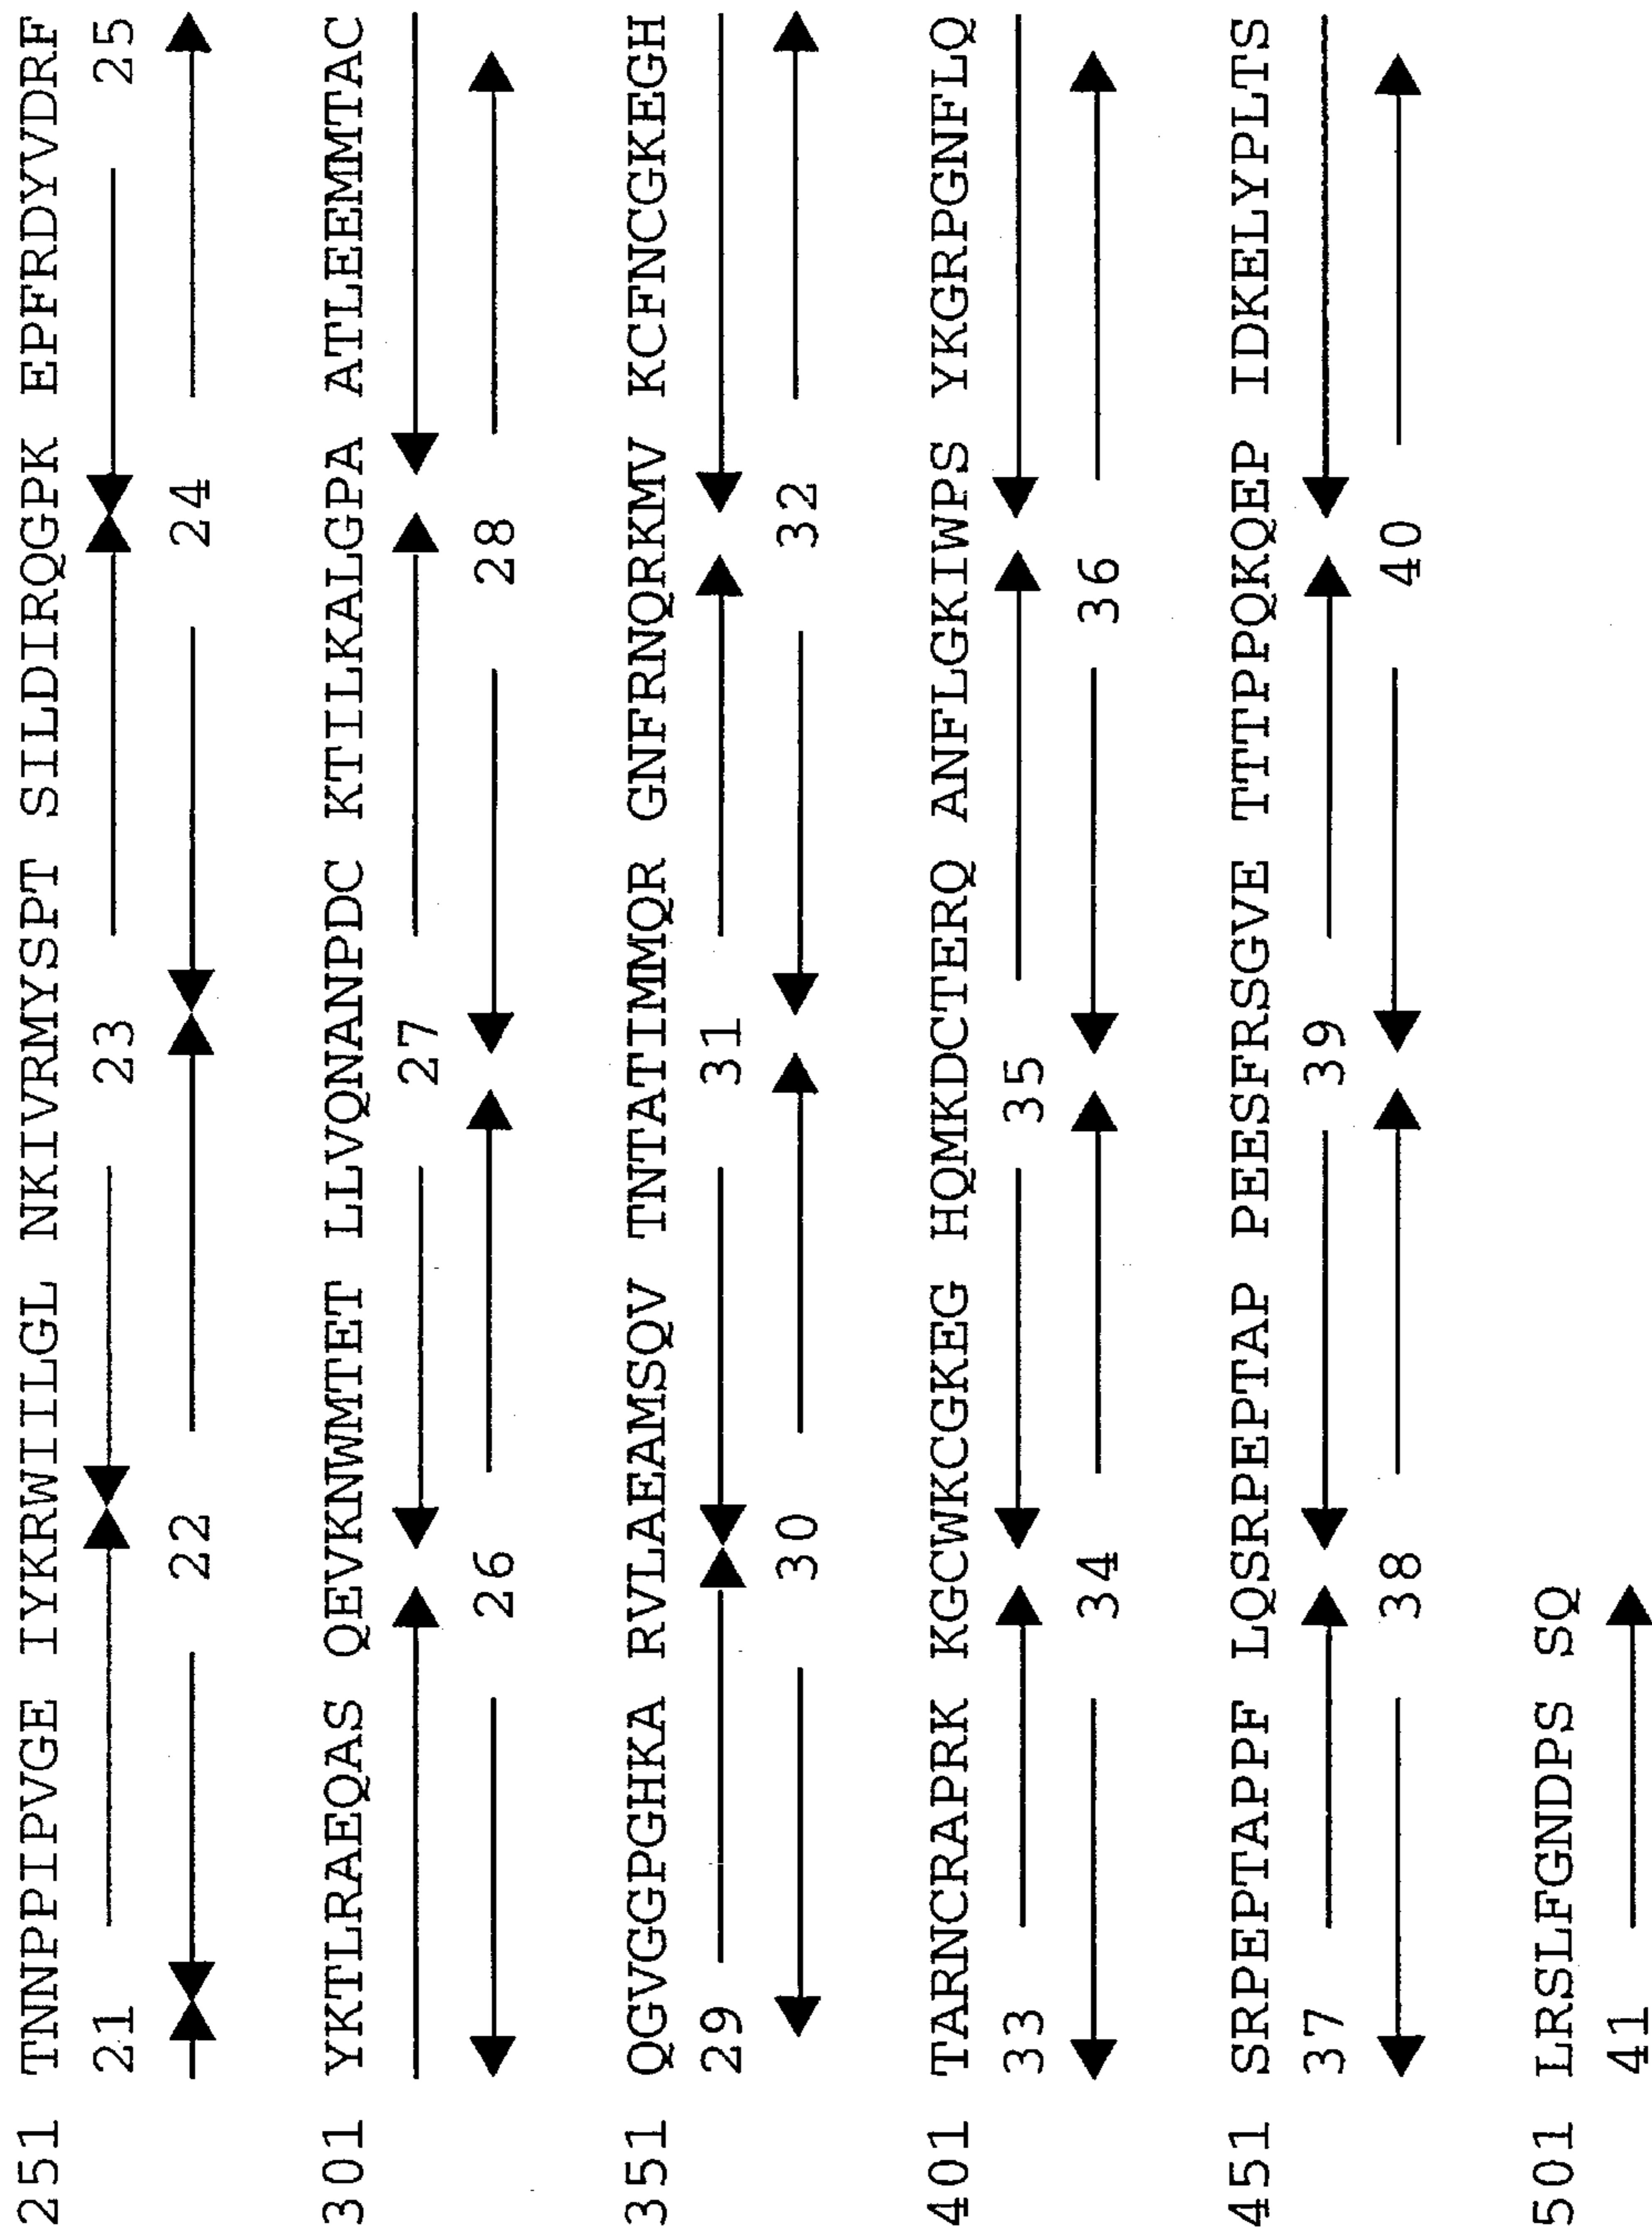 251 TNNPPIPVGE IYKRWIILGL NKIVRMYSPT SILDIRQGPK EPFRDYVDRF
21 23 25
22 24
301 YKTLRAEQAS QEVKNWMTET LLVQNANPDC KTILKALGPA ATLEEMMTAC
27
26 28
351 QGVGGPGHKA RVLAEAMSQV TNTATIMMQR GNFRNQRKMV KCFNCGKEGH
29 31
30 32
401 TARNCRAPRK KGCWKCGKEG HQMKDCTERQ ANFLGKIWPS YKGRPGNFLQ
33 35
34 36
451 SRPEPTAPPF LQSRPEPTAP PEESFRSGVE TTTPPQKQEP IDKELYPLTS
37 39
38 40
501 LRSLFGNDPS SQ
41